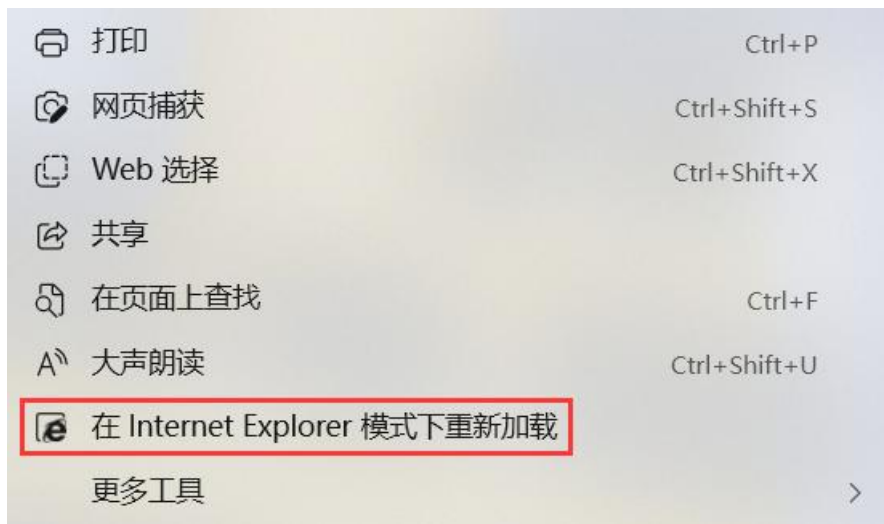 打印 Ctrl+P
网页捕获 Ctrl+Shift+S
Web 选择 Ctrl+Shift+X
共享
在页面上查找 Ctrl+F
大声朗读 Ctrl+Shift+U
在 Internet Explorer 模式下重新加载
更多工具